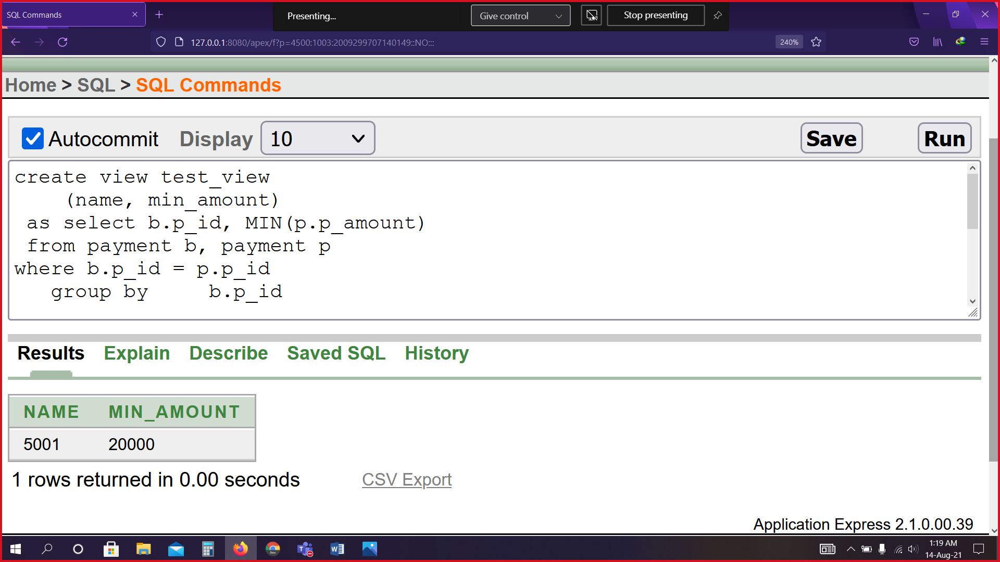 SQL Commands
Presenting...
Give control
Stop presenting
127.0.0.1:8080/apex/f?p=4500:1003:2009299707140149::NO:::
240%
Home > SQL > SQL Commands
Autocommit Display 10 Save Run
create view test_view
(name, min_amount)
as select b.p_id, MIN(p.p_amount)
from payment b, payment p
where b.p_id = p.p_id
group by b.p_id
Results Explain Describe Saved SQL History
NAME MIN_AMOUNT
5001 20000
1 rows returned in 0.00 seconds CSV Export
Application Express 2.1.0.00.39
1:19 AM
14-Aug-21